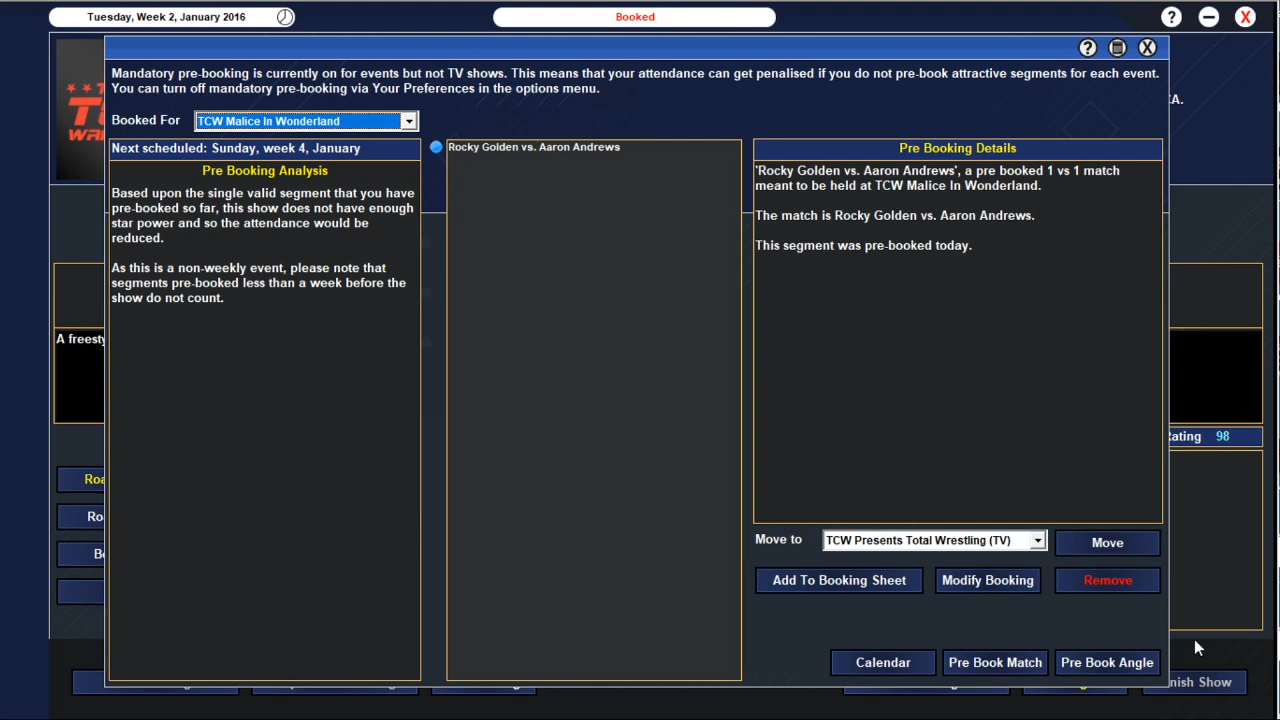 Tuesday, Week 2, January 2016
Booked
?
X
?
X
Mandatory pre-booking is currently on for events but not TV shows. This means that your attendance can get penalised if you do not pre-book attractive segments for each event.
You can turn off mandatory pre-booking via Your Preferences in the options menu.
CA.
Booked For
TCW Malice In Wonderland
Next scheduled: Sunday, week 4, January
Pre Booking Analysis
Based upon the single valid segment that you have
pre-booked so far, this show does not have enough
star power and so the attendance would be
reduced.
As this is a non-weekly event, please note that
segments pre-booked less than a week before the
show do not count.
Rocky Golden vs. Aaron Andrews
Pre Booking Details
'Rocky Golden vs. Aaron Andrews', a pre booked 1 vs 1 match
meant to be held at TCW Malice In Wonderland.
The match is Rocky Golden vs. Aaron Andrews.
This segment was pre-booked today.
A freesty
ating 98
Roa
Ro
B
Move to
TCW Presents Total Wrestling (TV)
Move
Add To Booking Sheet
Modify Booking
Remove
Calendar
Pre Book Match
Pre Book Angle
nish Show